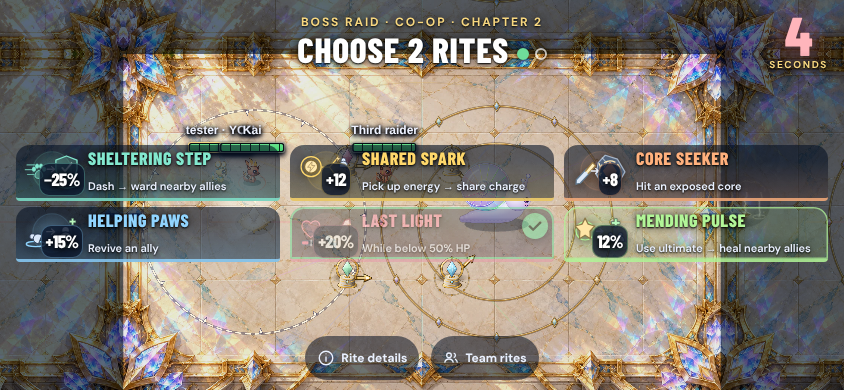 BOSS RAID · CO-OP · CHAPTER 2
CHOOSE 2 RITES
4
SECONDS
tester · Kai
Third raider
SHELTERING STEP
-25%
Dash → ward nearby allies
SHARED SPARK
+12
Pick up energy → share charge
CORE SEEKER
+8
Hit an exposed core
HELPING PAWS
+15%
Revive an ally
LAST LIGHT
+20%
While below 50% HP
MENDING PULSE
12%
Use ultimate → heal nearby allies
Rite details
Team rites